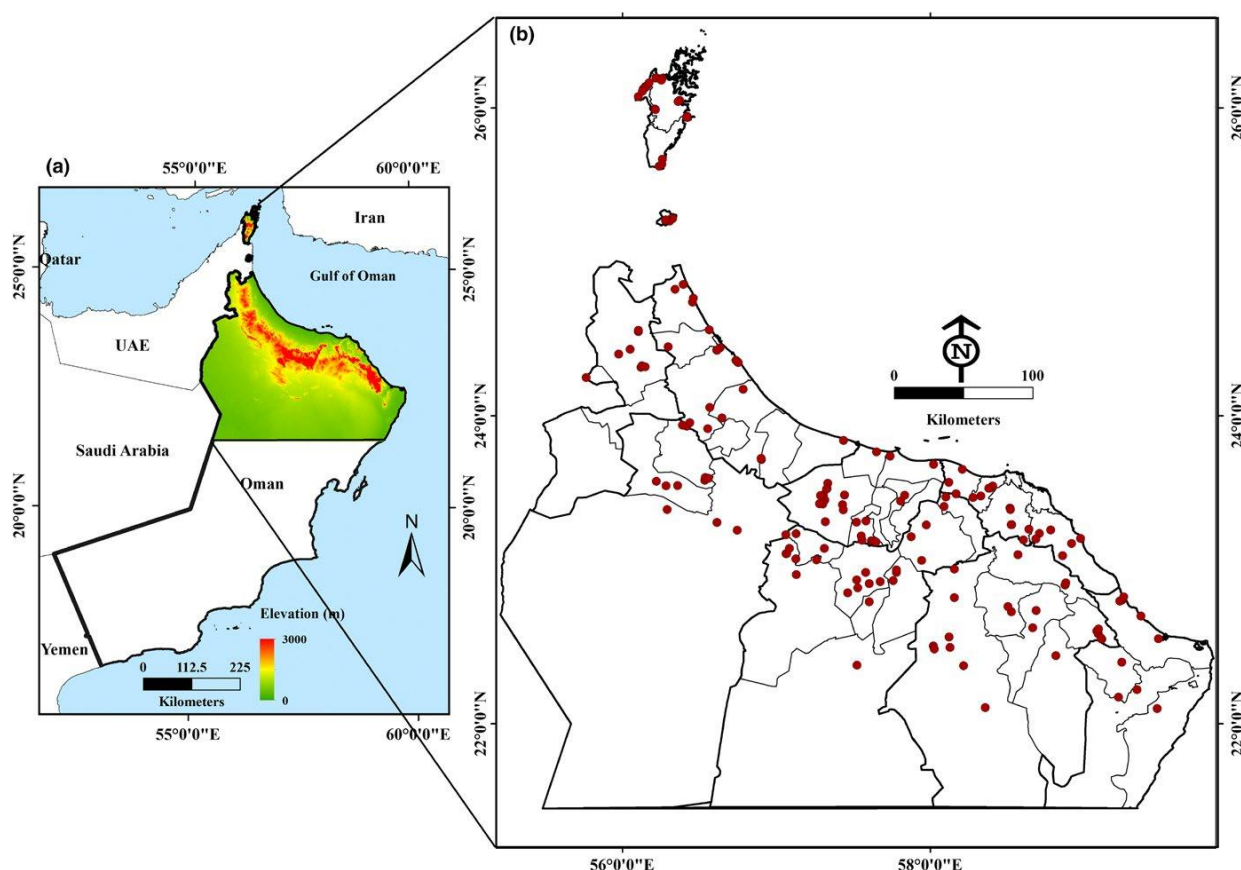 (a)
55°0'0"E
60°0'0"E
25°0'0"N
20°0'0"N
Qatar
Iran
Gulf of Oman
UAE
Saudi Arabia
Oman
Yemen
N
Elevation (m)
3000
0
0
112.5
225
Kilometers
25°0'0"N
20°0'0"N
55°0'0"E
60°0'0"E
(b)
26°0'0"N
24°0'0"N
22°0'0"N
N
0
100
Kilometers
26°0'0"N
24°0'0"N
22°0'0"N
56°0'0"E
58°0'0"E